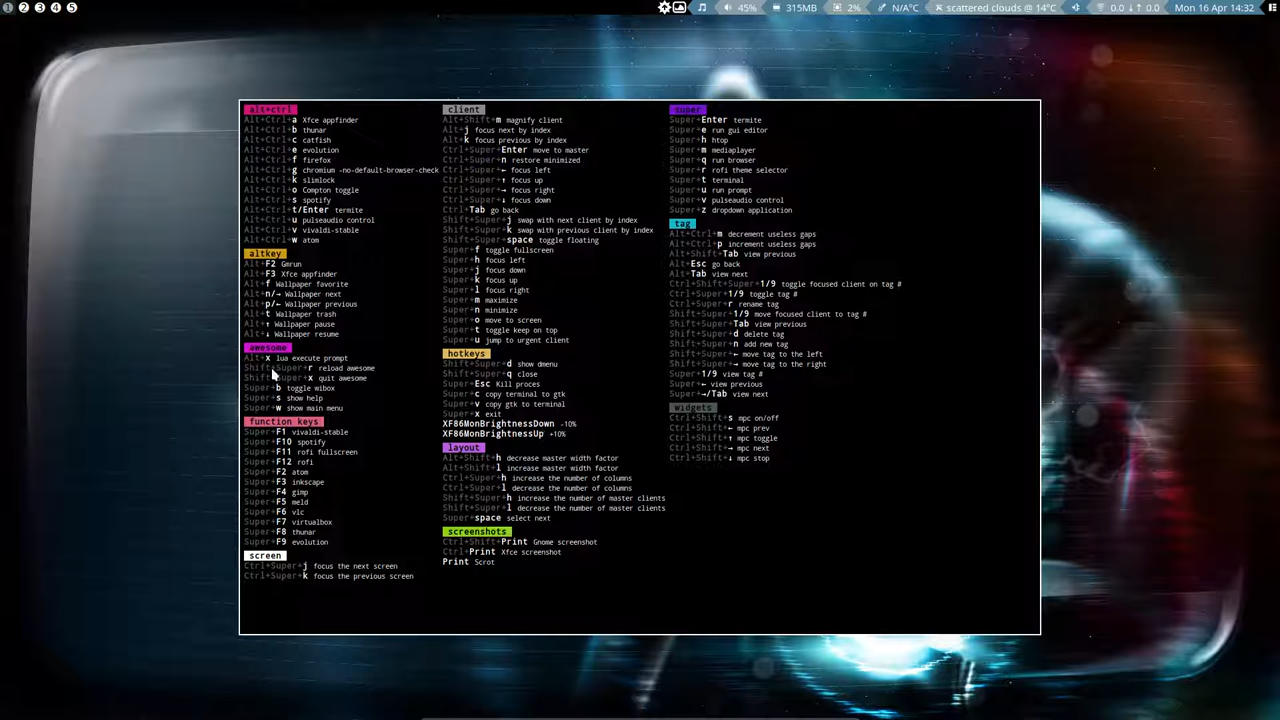 1 2 3 4 5
45% 315MB 2% N/A°C scattered clouds @ 14°C 0.0 ↓↑ 0.0 Mon 16 Apr 14:32
alt+ctrl
Alt+Ctrl+a Xfce appfinder
Alt+Ctrl+b thunar
Alt+Ctrl+c catfish
Alt+Ctrl+e evolution
Alt+Ctrl+f firefox
Alt+Ctrl+g chromium -no-default-browser-check
Alt+Ctrl+k slimlock
Alt+Ctrl+o Compton toggle
Alt+Ctrl+s spotify
Alt+Ctrl+t/Enter termite
Alt+Ctrl+u pulseaudio control
Alt+Ctrl+v vivaldi-stable
Alt+Ctrl+w atom
altkey
Alt+F2 Gmrun
Alt+F3 Xfce appfinder
Alt+f Wallpaper favorite
Alt+n/→ Wallpaper next
Alt+p/← Wallpaper previous
Alt+t Wallpaper trash
Alt+↑ Wallpaper pause
Alt+↓ Wallpaper resume
awesome
Alt+x lua execute prompt
Shift+Super+r reload awesome
Shift+Super+x quit awesome
Super+b toggle wibox
Super+s show help
Super+w show main menu
function keys
Super+F1 vivaldi-stable
Super+F10 spotify
Super+F11 rofi fullscreen
Super+F12 rofi
Super+F2 atom
Super+F3 inkscape
Super+F4 gimp
Super+F5 meld
Super+F6 vlc
Super+F7 virtualbox
Super+F8 thunar
Super+F9 evolution
screen
Ctrl+Super+j focus the next screen
Ctrl+Super+k focus the previous screen
client
Alt+Shift+m magnify client
Alt+j focus next by index
Alt+k focus previous by index
Ctrl+Super+Enter move to master
Ctrl+Super+n restore minimized
Ctrl+Super+← focus left
Ctrl+Super+↑ focus up
Ctrl+Super+→ focus right
Ctrl+Super+↓ focus down
Ctrl+Tab go back
Shift+Super+j swap with next client by index
Shift+Super+k swap with previous client by index
Shift+Super+space toggle floating
Super+f toggle fullscreen
Super+h focus left
Super+j focus down
Super+k focus up
Super+l focus right
Super+m maximize
Super+n minimize
Super+o move to screen
Super+t toggle keep on top
Super+u jump to urgent client
hotkeys
Shift+Super+d show dmenu
Shift+Super+q close
Super+Esc Kill proces
Super+c copy terminal to gtk
Super+v copy gtk to terminal
Super+x exit
XF86MonBrightnessDown -10%
XF86MonBrightnessUp +10%
layout
Alt+Shift+h decrease master width factor
Alt+Shift+l increase master width factor
Ctrl+Super+h increase the number of columns
Ctrl+Super+l decrease the number of columns
Shift+Super+h increase the number of master clients
Shift+Super+l decrease the number of master clients
Super+space select next
screenshots
Ctrl+Shift+Print Gnome screenshot
Ctrl+Print Xfce screenshot
Print Scrot
super
Super+Enter termite
Super+e run gui editor
Super+h htop
Super+m mediaplayer
Super+q run browser
Super+r rofi theme selector
Super+t terminal
Super+u run prompt
Super+v pulseaudio control
Super+z dropdown application
tag
Alt+Ctrl+m decrement useless gaps
Alt+Ctrl+p increment useless gaps
Alt+Shift+Tab view previous
Alt+Esc go back
Alt+Tab view next
Ctrl+Shift+Super+1/9 toggle focused client on tag #
Ctrl+Super+1/9 toggle tag #
Ctrl+Super+r rename tag
Shift+Super+1/9 move focused client to tag #
Shift+Super+Tab view previous
Shift+Super+d delete tag
Shift+Super+n add new tag
Shift+Super+← move tag to the left
Shift+Super+→ move tag to the right
Super+1/9 view tag #
Super+← view previous
Super+→/Tab view next
widgets
Ctrl+Shift+s mpc on/off
Ctrl+Shift+← mpc prev
Ctrl+Shift+↑ mpc toggle
Ctrl+Shift+→ mpc next
Ctrl+Shift+↓ mpc stop